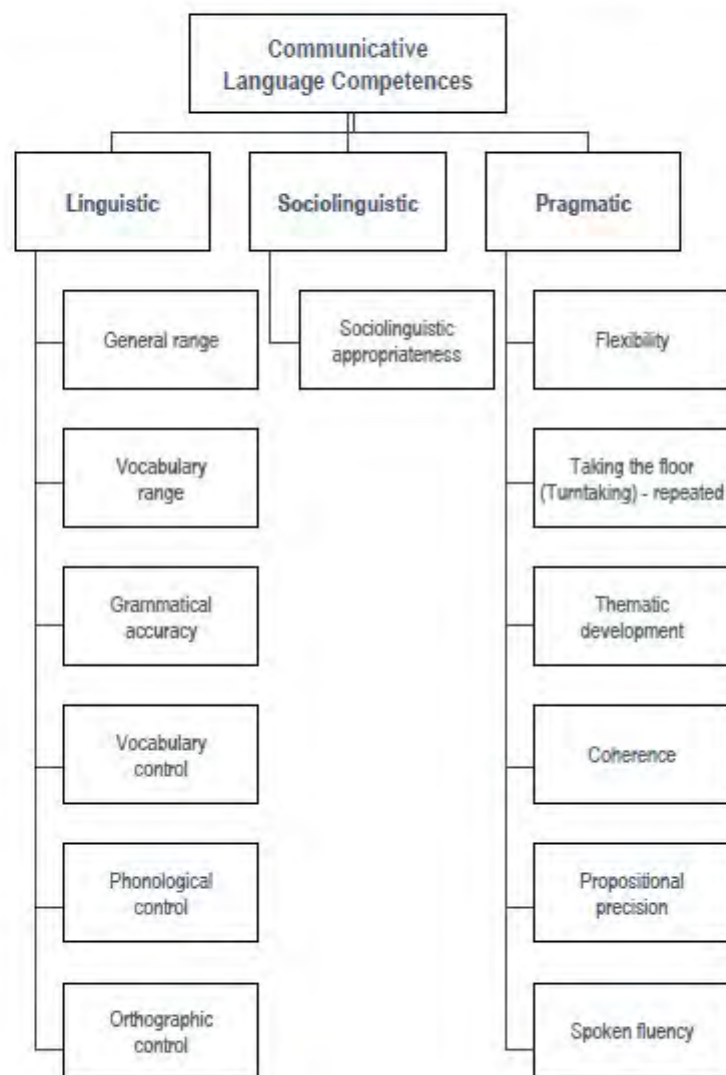 Communicative
Language Competences
Linguistic
Sociolinguistic
Pragmatic
General range
Sociolinguistic
appropriateness
Flexibility
Vocabulary
range
Taking the floor
(Turntaking) - repeated
Grammatical
accuracy
Thematic
development
Vocabulary
control
Coherence
Phonological
control
Propositional
precision
Orthographic
control
Spoken fluency